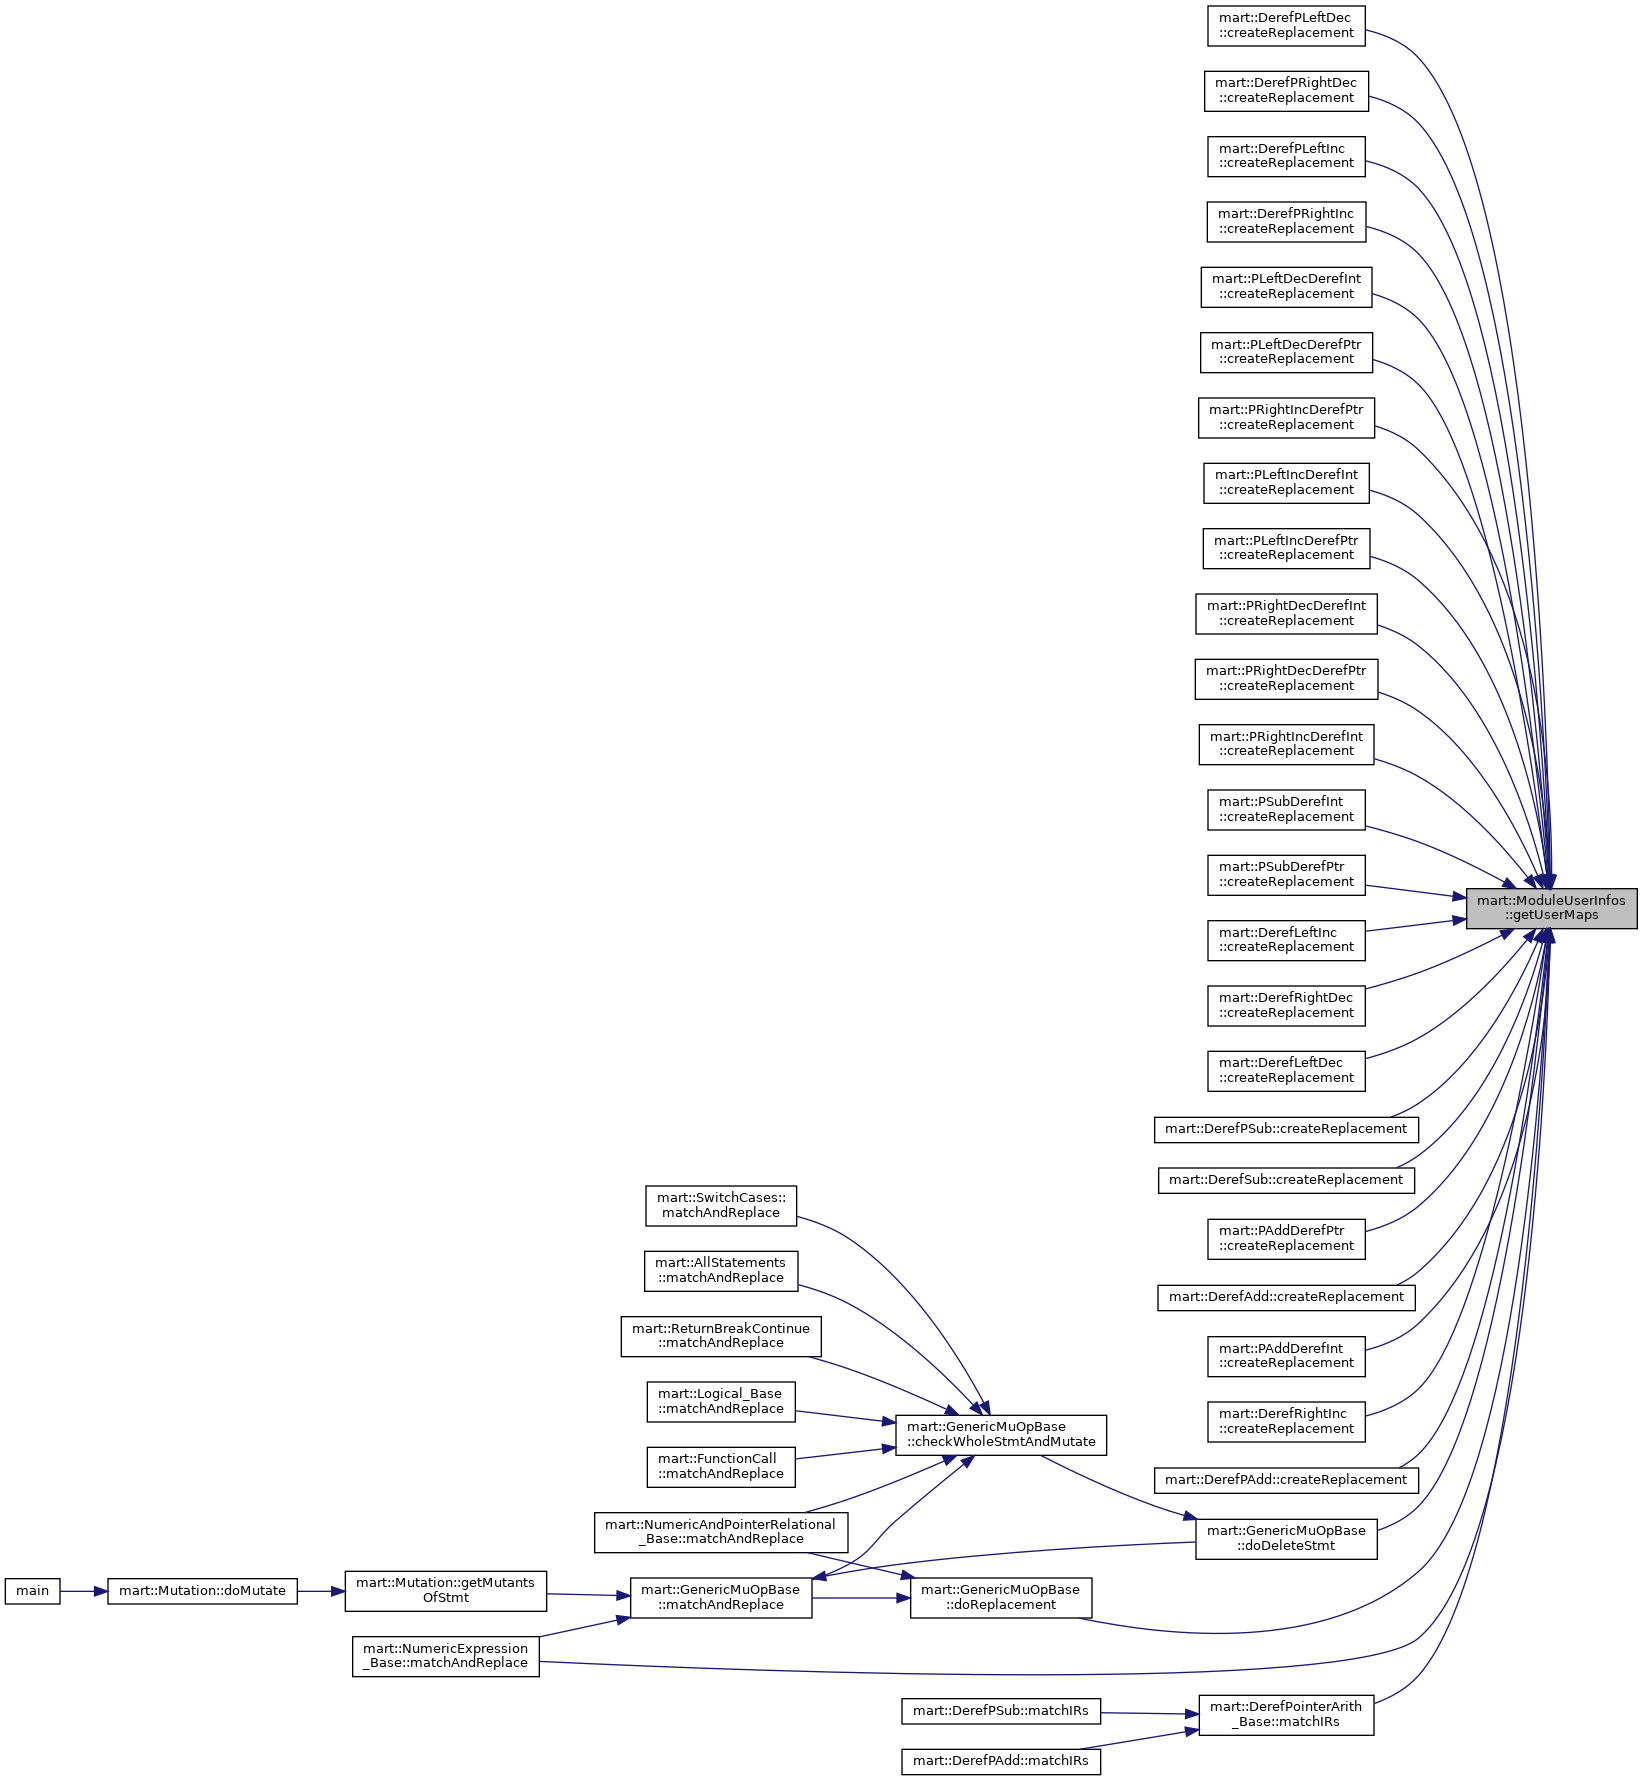 mart::DerefPLeftDec
::createReplacement
mart::DerefPRightDec
::createReplacement
mart::DerefPLeftInc
::createReplacement
mart::DerefPRightInc
::createReplacement
mart::PLeftDecDerefInt
::createReplacement
mart::PLeftDecDerefPtr
::createReplacement
mart::PRightIncDerefPtr
::createReplacement
mart::PLeftIncDerefInt
::createReplacement
mart::PLeftIncDerefPtr
::createReplacement
mart::PRightDecDerefInt
::createReplacement
mart::PRightDecDerefPtr
::createReplacement
mart::PRightIncDerefInt
::createReplacement
mart::PSubDerefInt
::createReplacement
mart::PSubDerefPtr
::createReplacement
mart::ModuleUserInfos
::getUserMaps
mart::DerefLeftInc
::createReplacement
mart::DerefRightDec
::createReplacement
mart::DerefLeftDec
::createReplacement
mart::DerefPSub::createReplacement
mart::DerefSub::createReplacement
mart::PAddDerefPtr
::createReplacement
mart::DerefAdd::createReplacement
mart::PAddDerefInt
::createReplacement
mart::DerefRightInc
::createReplacement
mart::DerefPAdd::createReplacement
mart::SwitchCases::
matchAndReplace
mart::AllStatements
::matchAndReplace
mart::ReturnBreakContinue
::matchAndReplace
mart::Logical_Base
::matchAndReplace
mart::FunctionCall
::matchAndReplace
mart::GenericMuOpBase
::checkWholeStmtAndMutate
mart::NumericAndPointerRelational
_Base::matchAndReplace
mart::GenericMuOpBase
::doDeleteStmt
main
mart::Mutation::doMutate
mart::Mutation::getMutants
OfStmt
mart::GenericMuOpBase
::matchAndReplace
mart::GenericMuOpBase
::doReplacement
mart::NumericExpression
_Base::matchAndReplace
mart::DerefPointerArith
_Base::matchIRs
mart::DerefPSub::matchIRs
mart::DerefPAdd::matchIRs